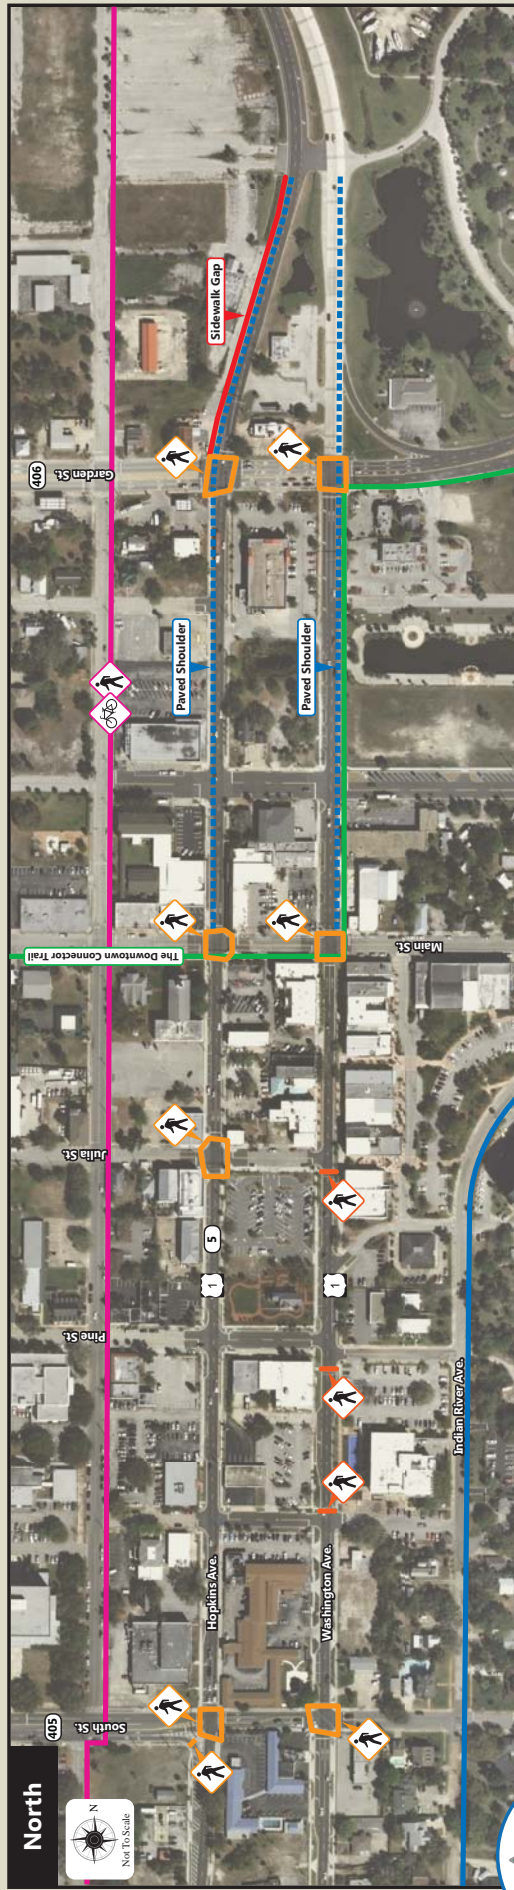 406
Garden St.
Sidewalk Gap
Paved Shoulder
Paved Shoulder
The Downtown Connector Trail
Main St.
Julia St.
5
1
1
Pine St.
Indian River Ave.
Hopkins Ave.
Washington Ave.
405
South St.
North
N
Not To Scale